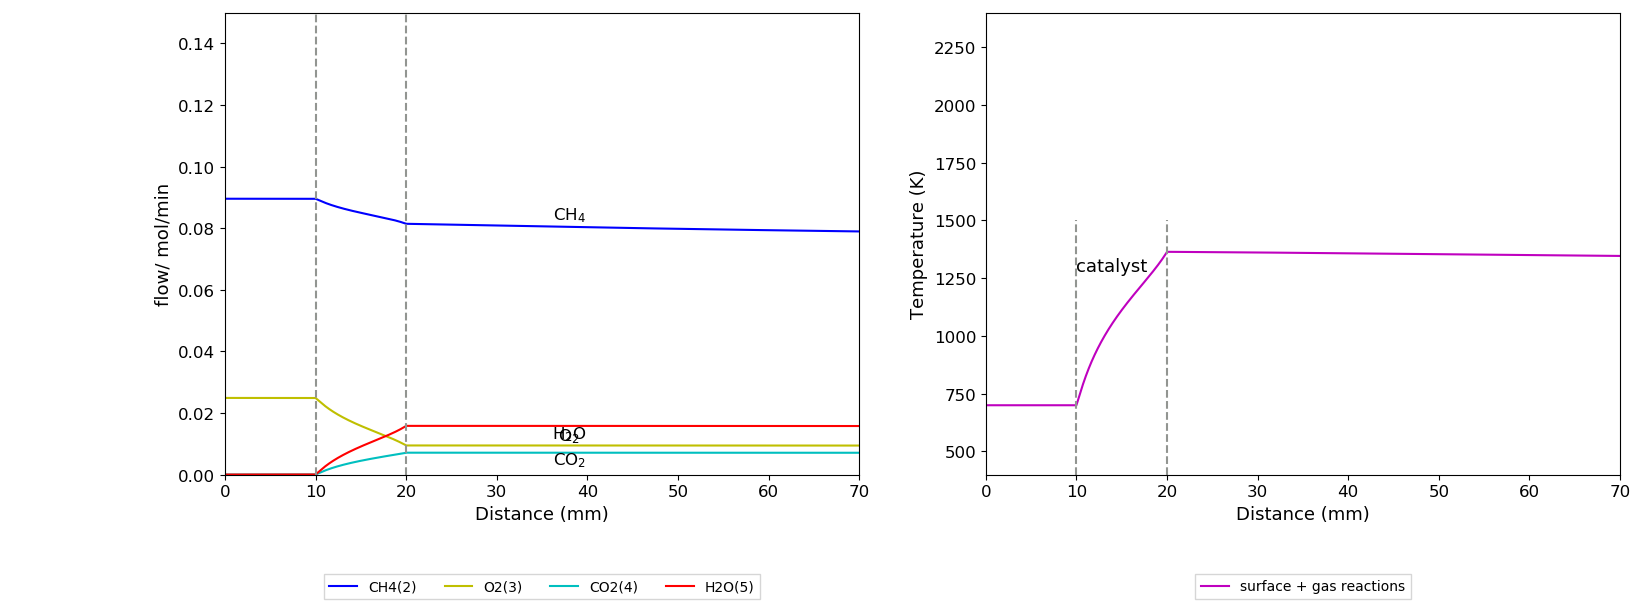 0.14
0.12
0.10
0.08
0.06
0.04
0.02
0.00
flow/ mol/min
CH₄
H₂O
O₂
CO₂
0 10 20 30 40 50 60 70
Distance (mm)
CH4(2) O2(3) CO2(4) H2O(5)
2250
2000
1750
1500
1250
1000
750
500
Temperature (K)
catalyst
0 10 20 30 40 50 60 70
Distance (mm)
surface + gas reactions